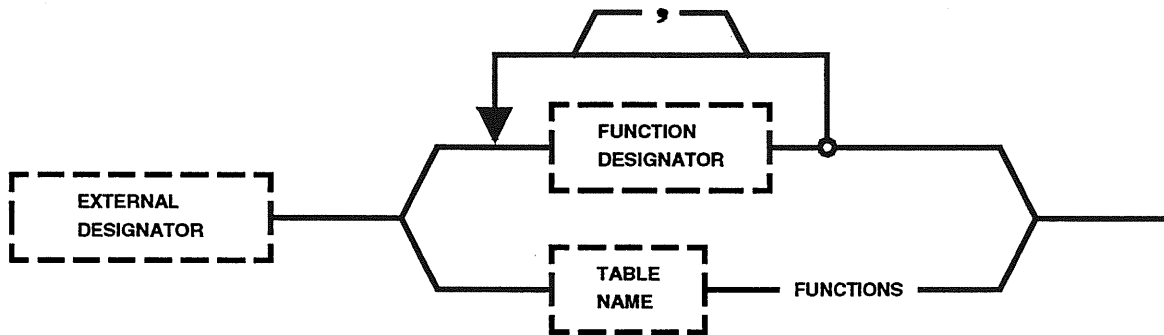 ,
FUNCTION
DESIGNATOR
EXTERNAL
DESIGNATOR
TABLE
NAME
FUNCTIONS